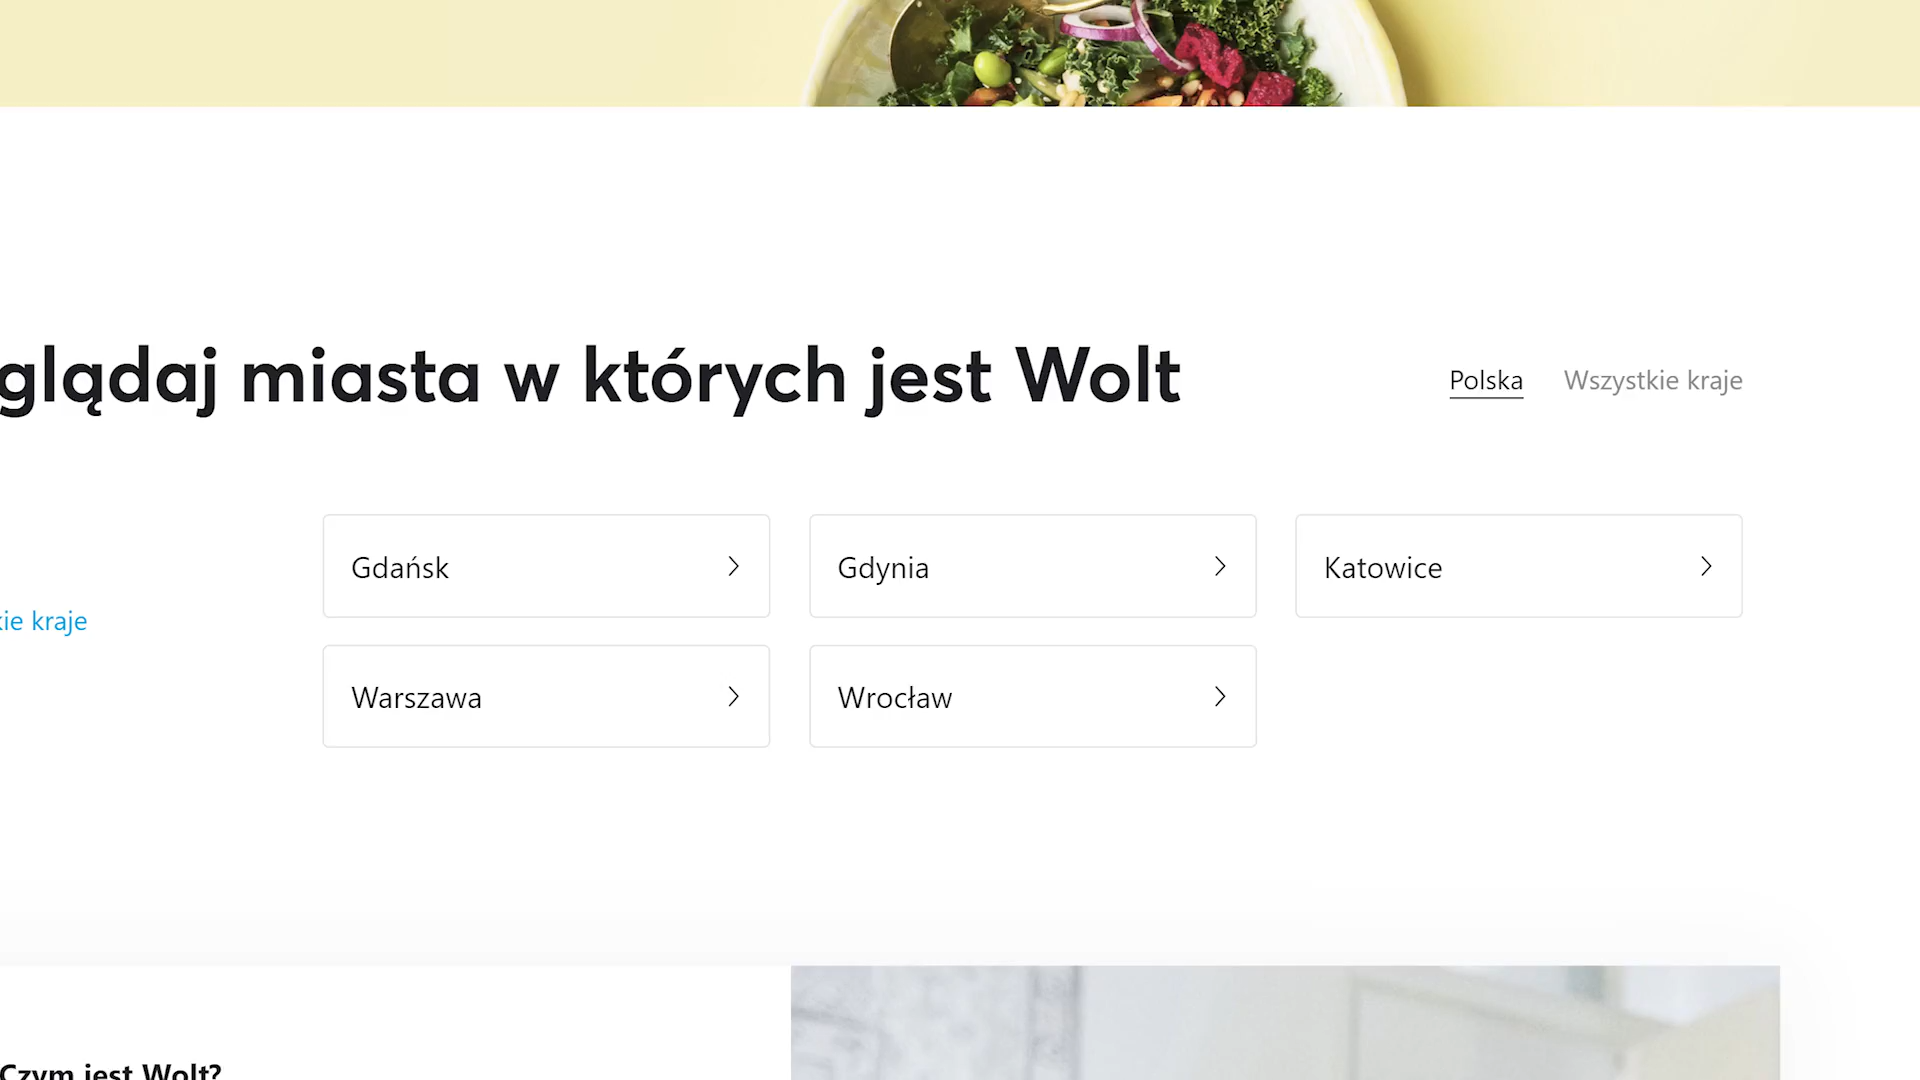 glądaj miasta w których jest Wolt
Polska
Wszystkie kraje
Gdańsk
Gdynia
Katowice
kie kraje
Warszawa
Wrocław
Czym jest Wolt?